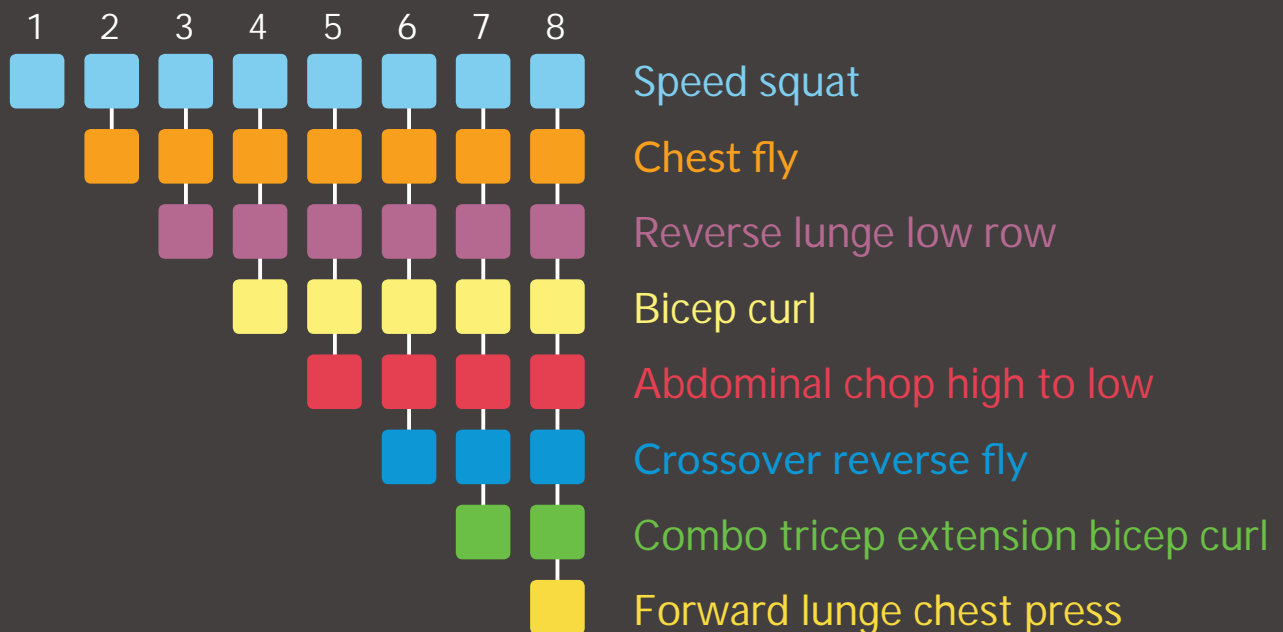 1 2 3 4 5 6 7 8
Speed squat
Chest fly
Reverse lunge low row
Bicep curl
Abdominal chop high to low
Crossover reverse fly
Combo tricep extension bicep curl
Forward lunge chest press